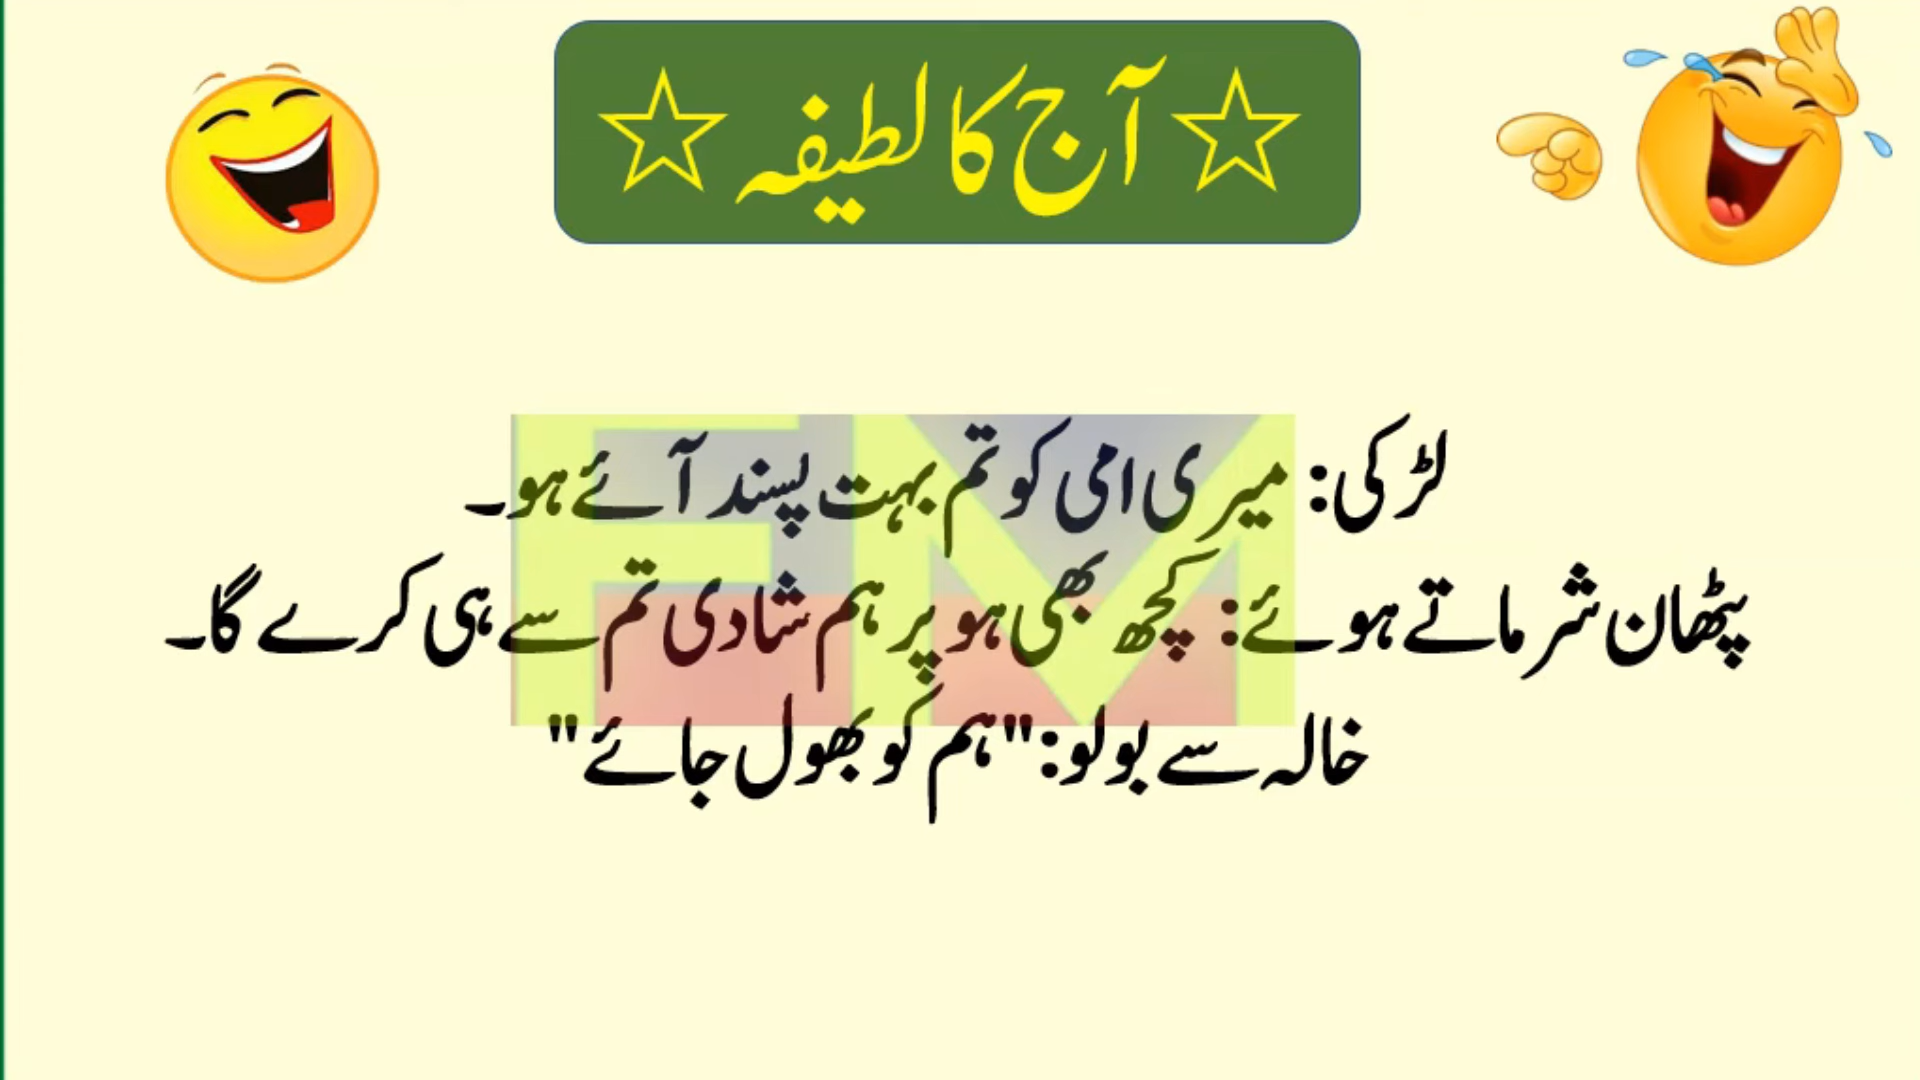 ☆ آج کا لطیفہ ☆
لڑکی: میری امی کو تم بہت پسند آئے ہو۔
پٹھان شرماتے ہوئے: کچھ بھی ہو پر ہم شادی تم سے ہی کرے گا۔
خالہ سے بولو:"ہم کو بھول جائے"
FM